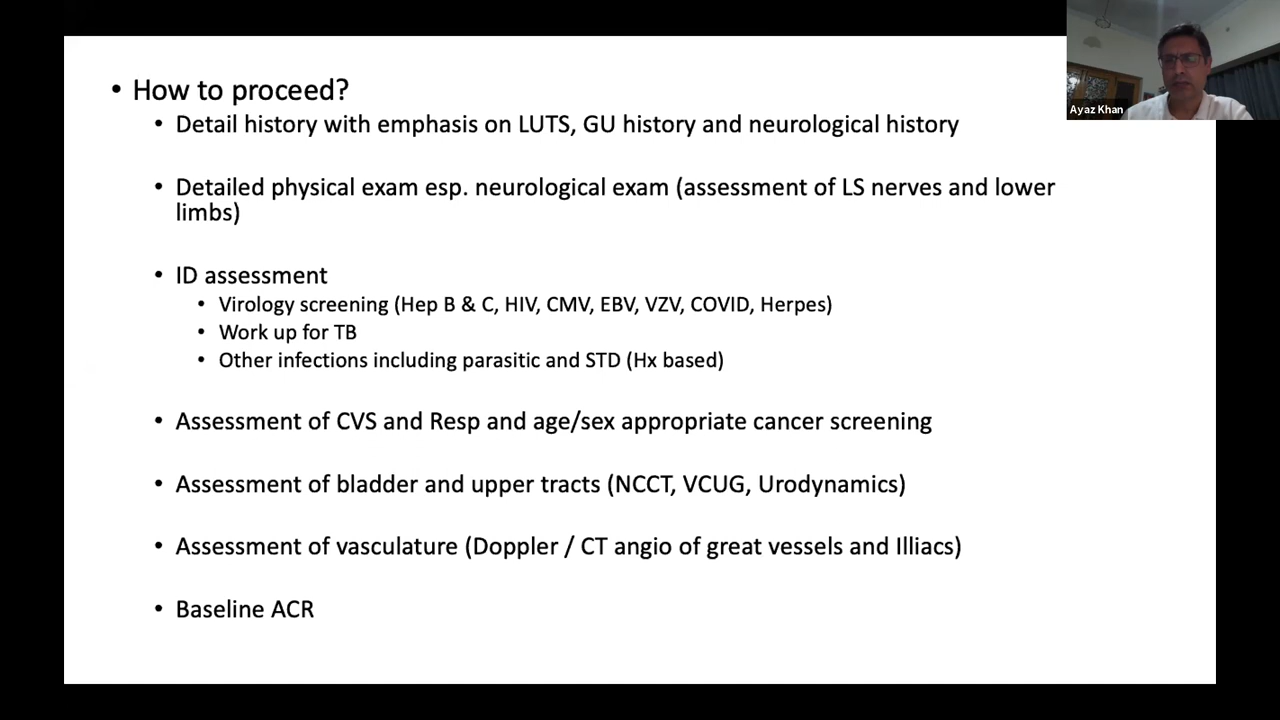 • How to proceed?
• Detail history with emphasis on LUTS, GU history and neurological history
• Detailed physical exam esp. neurological exam (assessment of LS nerves and lower
limbs)
• ID assessment
• Virology screening (Hep B & C, HIV, CMV, EBV, VZV, COVID, Herpes)
• Work up for TB
• Other infections including parasitic and STD (Hx based)
• Assessment of CVS and Resp and age/sex appropriate cancer screening
• Assessment of bladder and upper tracts (NCCT, VCUG, Urodynamics)
• Assessment of vasculature (Doppler / CT angio of great vessels and Illiacs)
• Baseline ACR
Ayaz Khan